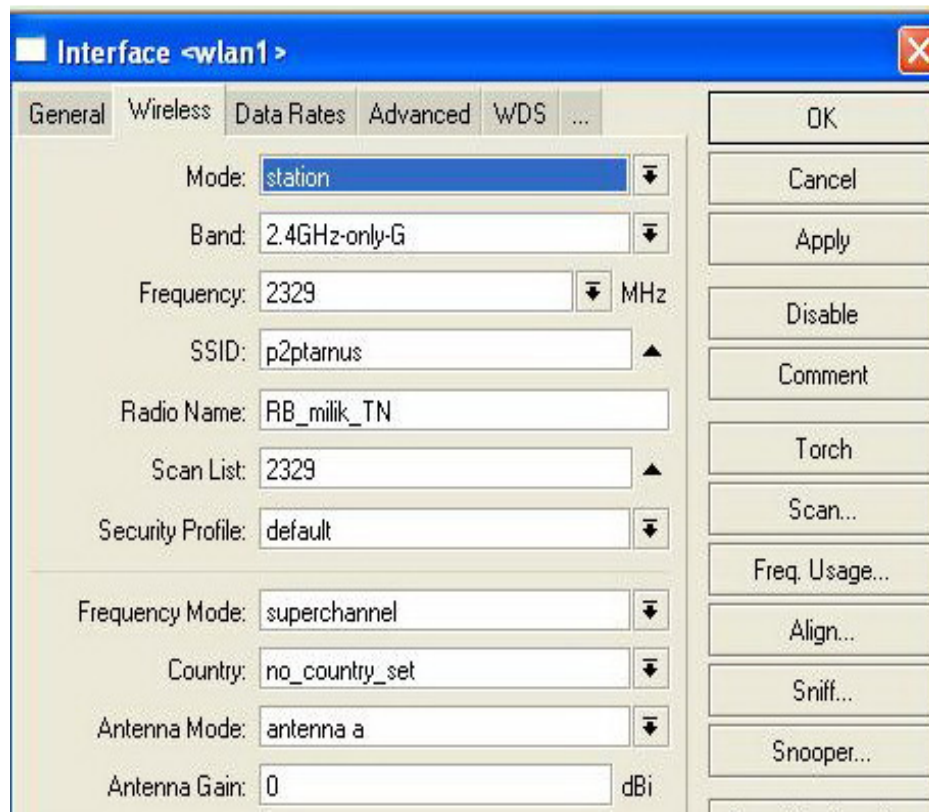 Interface <wlan1>
General Wireless Data Rates Advanced WDS ...
Mode: station
Band: 2.4GHz-only-G
Frequency: 2329 MHz
SSID: p2ptarnus
Radio Name: RB_milik_TN
Scan List: 2329
Security Profile: default
Frequency Mode: superchannel
Country: no_country_set
Antenna Mode: antenna a
Antenna Gain: 0 dBi
OK
Cancel
Apply
Disable
Comment
Torch
Scan...
Freq. Usage...
Align...
Sniff...
Snooper...